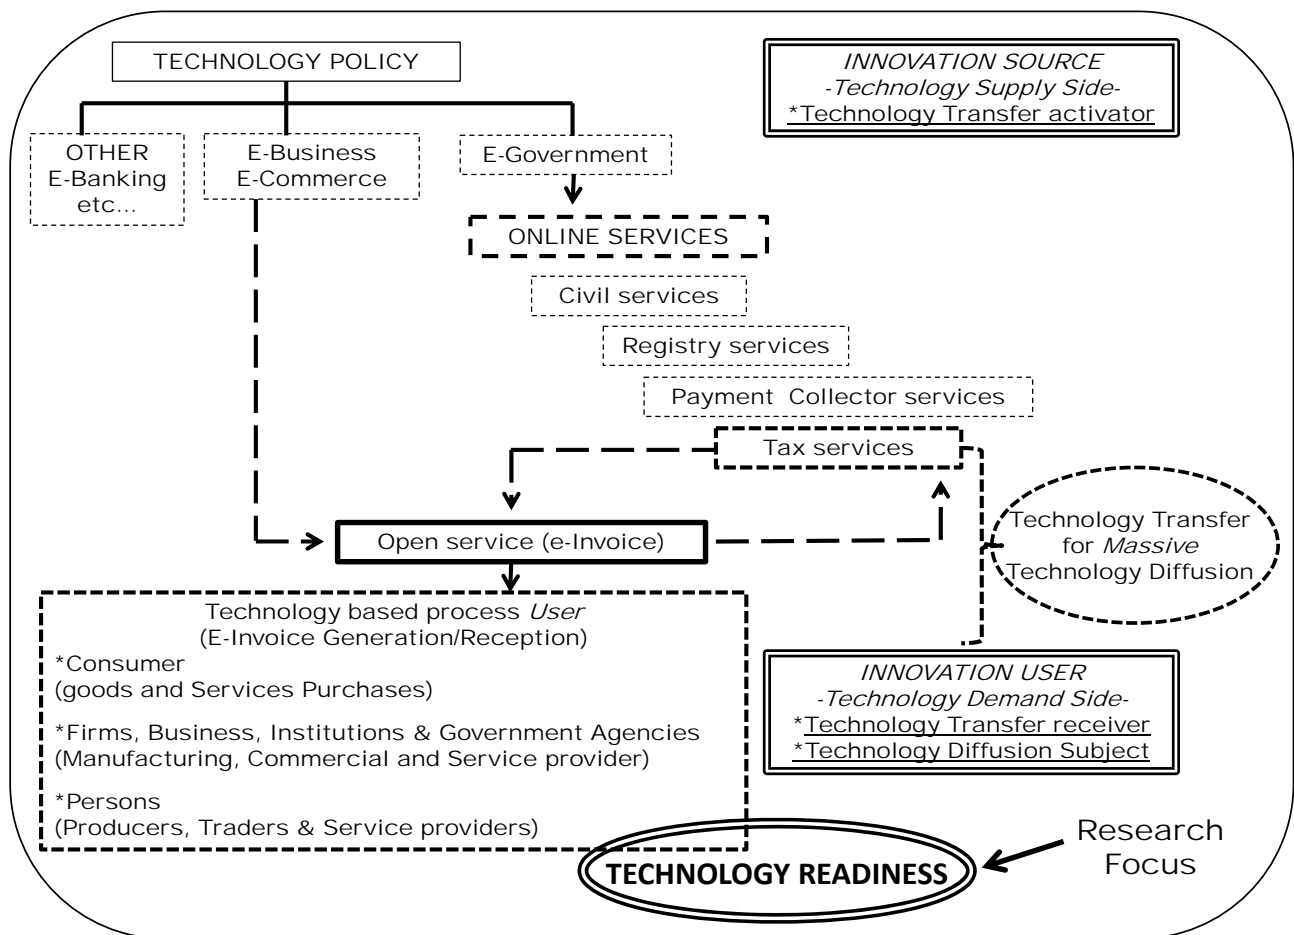 TECHNOLOGY POLICY
INNOVATION SOURCE
-Technology Supply Side-
*Technology Transfer activator
OTHER
E-Banking
etc...
E-Business
E-Commerce
E-Government
ONLINE SERVICES
Civil services
Registry services
Payment Collector services
Tax services
Open service (e-Invoice)
Technology Transfer
for Massive
Technology Diffusion
Technology based process User
(E-Invoice Generation/Reception)
*Consumer
(goods and Services Purchases)
*Firms, Business, Institutions & Government Agencies
(Manufacturing, Commercial and Service provider)
*Persons
(Producers, Traders & Service providers)
INNOVATION USER
-Technology Demand Side-
*Technology Transfer receiver
*Technology Diffusion Subject
Research
Focus
TECHNOLOGY READINESS